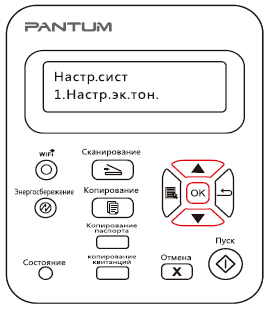 PANTUM
Настр.сист
1.Настр.эк.тон.
WiFi
Сканирование
Энергосбережение
Копирование
OK
Копирование
паспорта
Пуск
Состояние
копирование
квитанций
Отмена
X